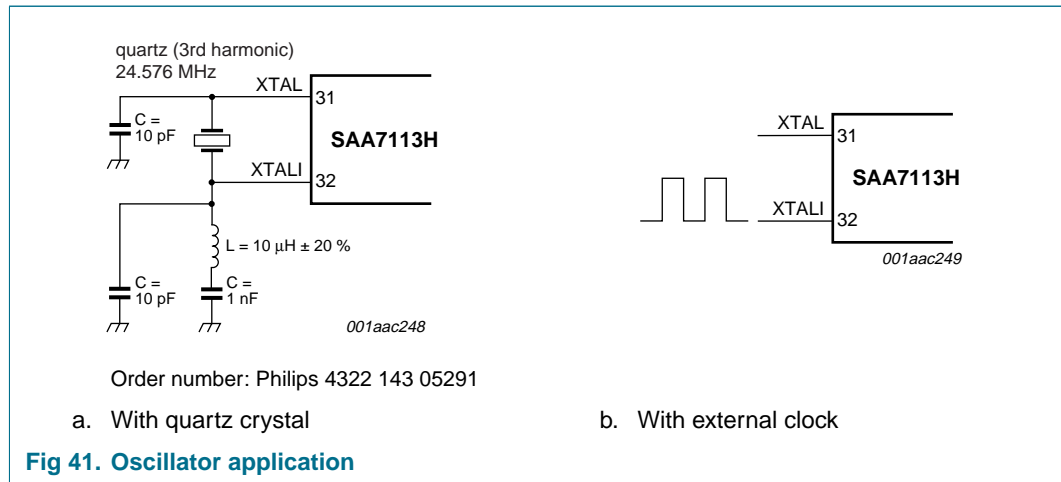 quartz (3rd harmonic)
24.576 MHz
XTAL
31
C =
10 pF
SAA7113H
XTALI
32
L = 10 μH ± 20 %
C =
10 pF
C =
1 nF
001aac248
Order number: Philips 4322 143 05291
a. With quartz crystal
XTAL
31
SAA7113H
XTALI
32
001aac249
b. With external clock
Fig 41. Oscillator application